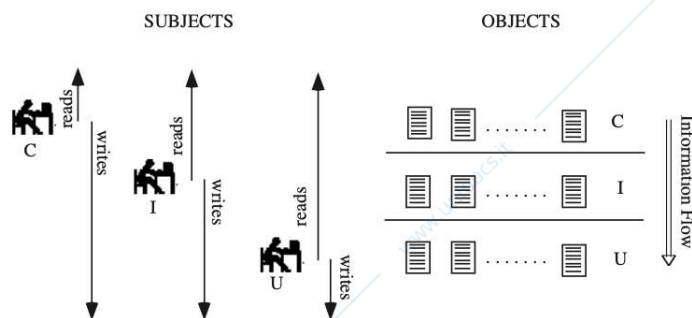 SUBJECTS
OBJECTS
C
reads
writes
I
reads
writes
U
reads
writes
....... C
....... I
....... U
Information Flow